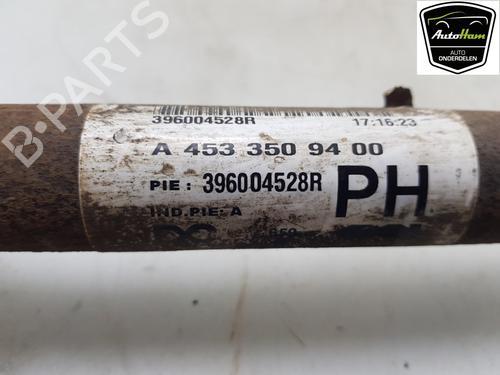 AutoHam
AUTO
ONDERDELEN
B-PARTS
396004528R 17:16:23
A 453 350 94 00
PIE : 396004528R PH
IND.PIE: A